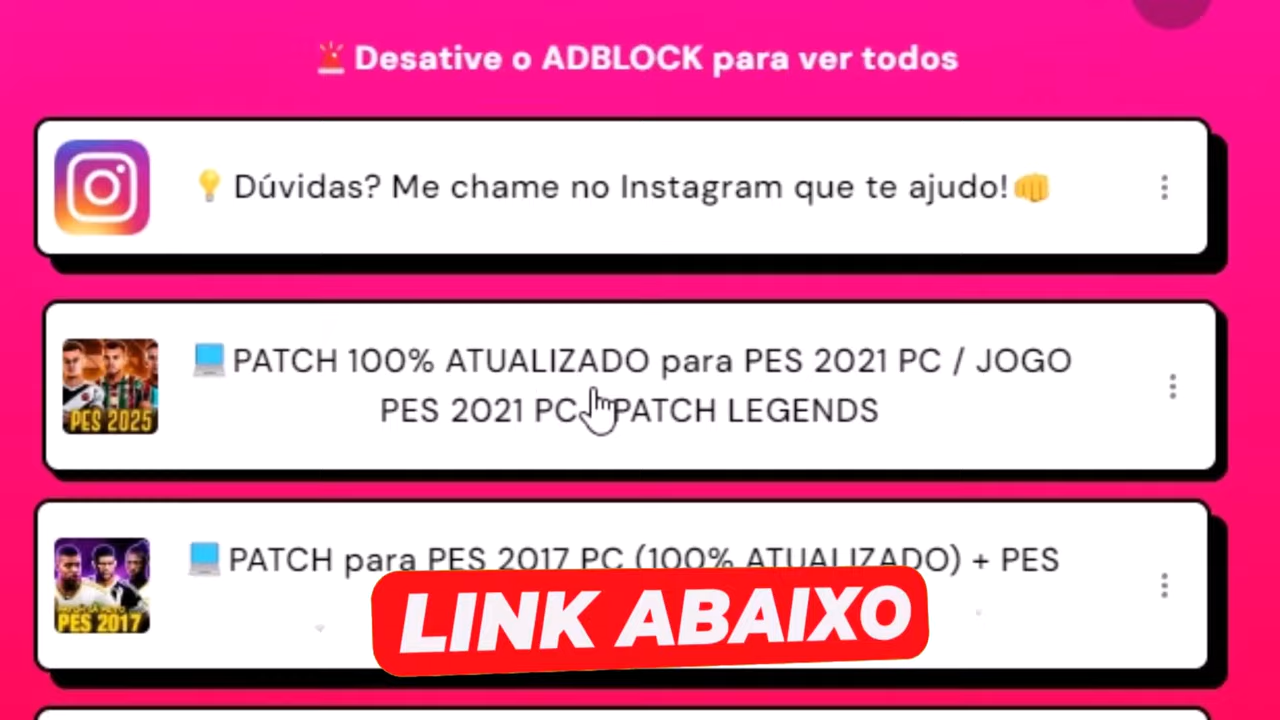 🚨 Desative o ADBLOCK para ver todos
💡 Dúvidas? Me chame no Instagram que te ajudo!👊
💻PATCH 100% ATUALIZADO para PES 2021 PC / JOGO
PES 2021 PC PATCH LEGENDS
PES 2025
💻PATCH para PES 2017 PC (100% ATUALIZADO) + PES
PES 2017
LINK ABAIXO